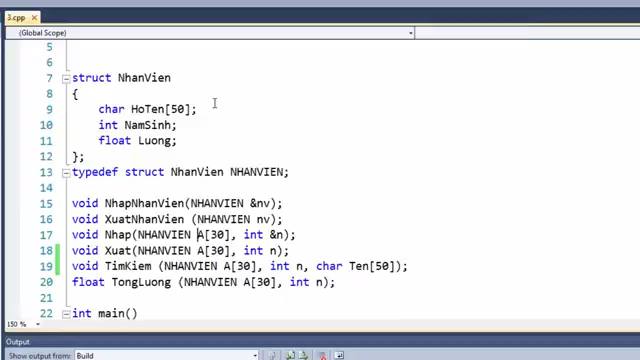 3.cpp
(Global Scope)
5
6
7 struct NhanVien
8 {
9 char HoTen[50];
10 int NamSinh;
11 float Luong;
12 };
13 typedef struct NhanVien NHANVIEN;
14
15 void NhapNhanVien(NHANVIEN &nv);
16 void XuatNhanVien (NHANVIEN nv);
17 void Nhap(NHANVIEN A[30], int &n);
18 void Xuat(NHANVIEN A[30], int n);
19 void TimKiem (NHANVIEN A[30], int n, char Ten[50]);
20 float TongLuong (NHANVIEN A[30], int n);
21
22 int main()
150 %
Output
Show output from: Build